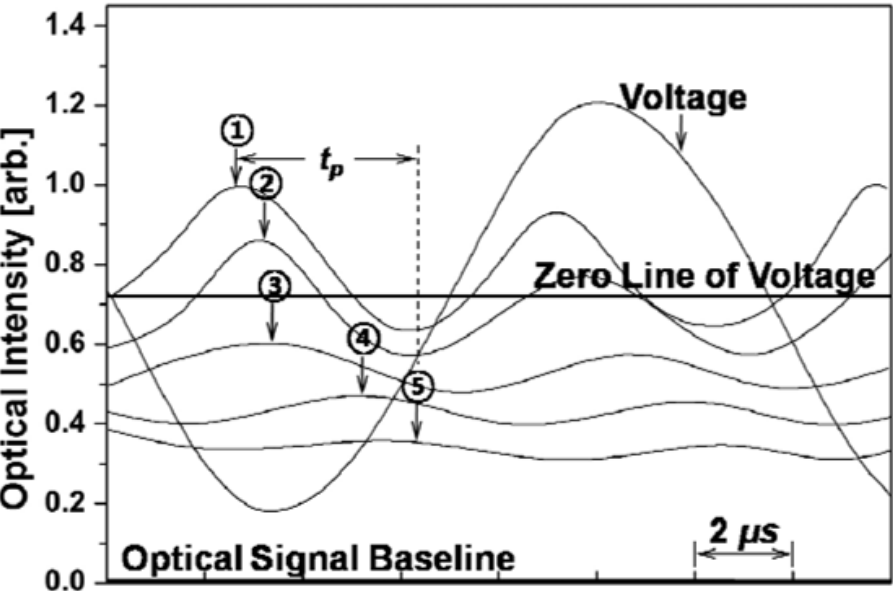 Optical Intensity [arb.]
1.4
1.2
1.0
0.8
0.6
0.4
0.2
0.0
①
②
③
④
⑤
tₚ
Voltage
Zero Line of Voltage
2 μs
Optical Signal Baseline